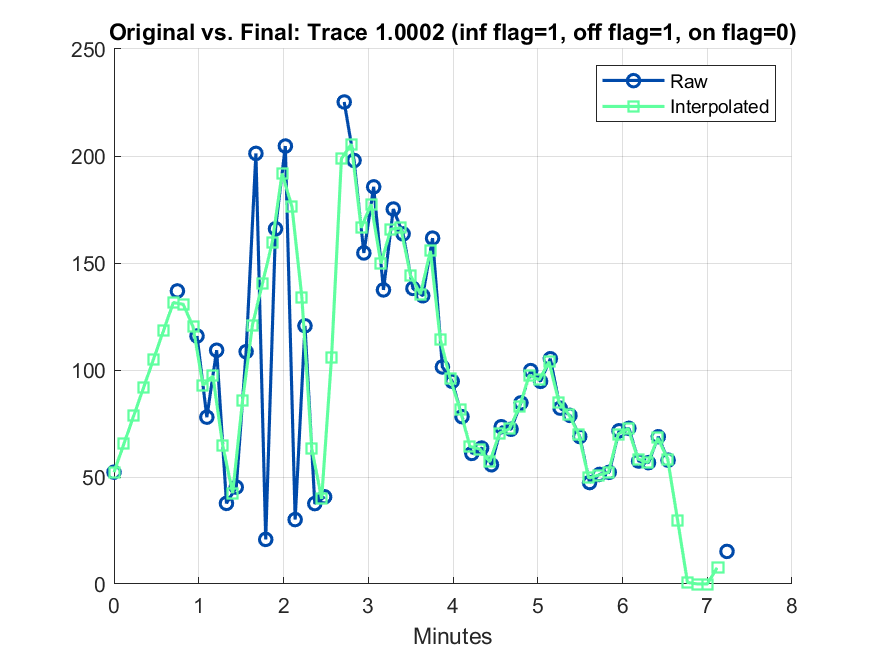 Original vs. Final: Trace 1.0002 (inf flag=1, off flag=1, on flag=0)
250
200
150
100
50
0
Raw
Interpolated
0 1 2 3 4 5 6 7 8
Minutes